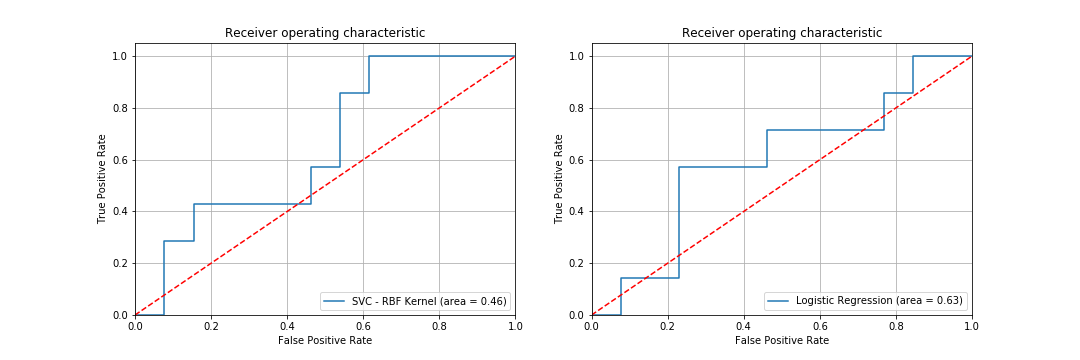 Receiver operating characteristic
True Positive Rate
1.0
0.8
0.6
0.4
0.2
0.0
SVC - RBF Kernel (area = 0.46)
0.0 0.2 0.4 0.6 0.8 1.0
False Positive Rate
Receiver operating characteristic
True Positive Rate
1.0
0.8
0.6
0.4
0.2
0.0
Logistic Regression (area = 0.63)
0.0 0.2 0.4 0.6 0.8 1.0
False Positive Rate